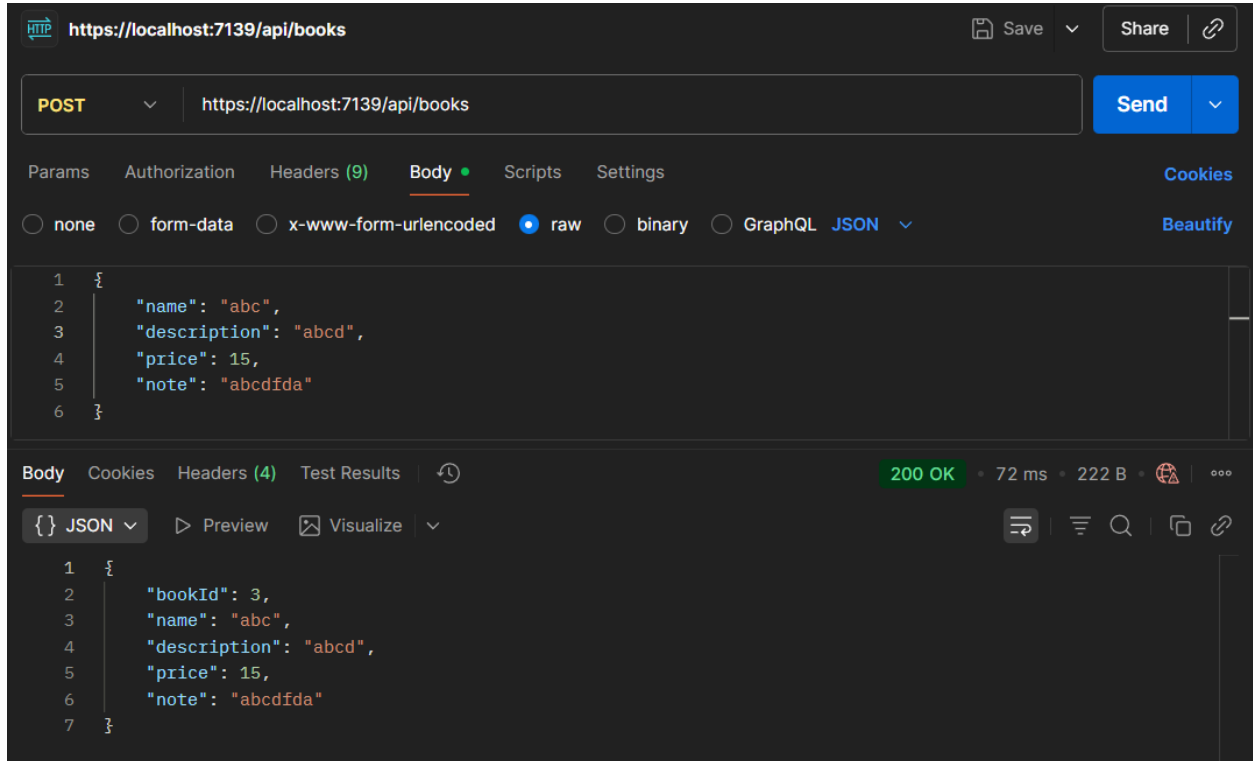 HTTP https://localhost:7139/api/books Save Share
POST https://localhost:7139/api/books Send
Params Authorization Headers (9) Body Scripts Settings Cookies
none form-data x-www-form-urlencoded raw binary GraphQL JSON Beautify
1 {
2 "name": "abc",
3 "description": "abcd",
4 "price": 15,
5 "note": "abcdfda"
6 }
Body Cookies Headers (4) Test Results 200 OK • 72 ms • 222 B •
{} JSON Preview Visualize
1 {
2 "bookId": 3,
3 "name": "abc",
4 "description": "abcd",
5 "price": 15,
6 "note": "abcdfda"
7 }